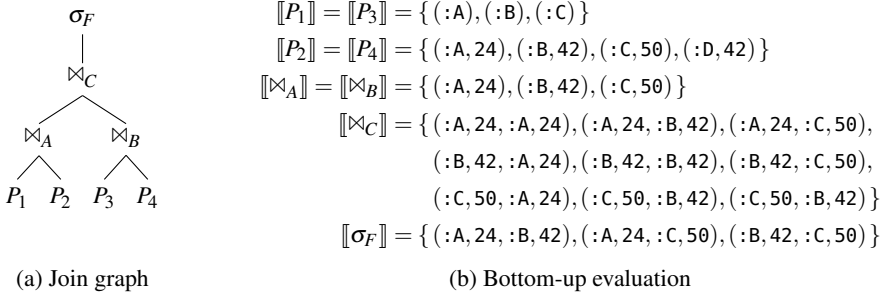 σ_F
⋈_C
⋈_A ⋈_B
P_1 P_2 P_3 P_4
(a) Join graph
⟦P_1⟧ = ⟦P_3⟧ = { (:A),(:B),(:C) }
⟦P_2⟧ = ⟦P_4⟧ = { (:A,24),(:B,42),(:C,50),(:D,42) }
⟦⋈_A⟧ = ⟦⋈_B⟧ = { (:A,24),(:B,42),(:C,50) }
⟦⋈_C⟧ = { (:A,24,:A,24),(:A,24,:B,42),(:A,24,:C,50),
(:B,42,:A,24),(:B,42,:B,42),(:B,42,:C,50),
(:C,50,:A,24),(:C,50,:B,42),(:C,50,:B,42) }
⟦σ_F⟧ = { (:A,24,:B,42),(:A,24,:C,50),(:B,42,:C,50) }
(b) Bottom-up evaluation